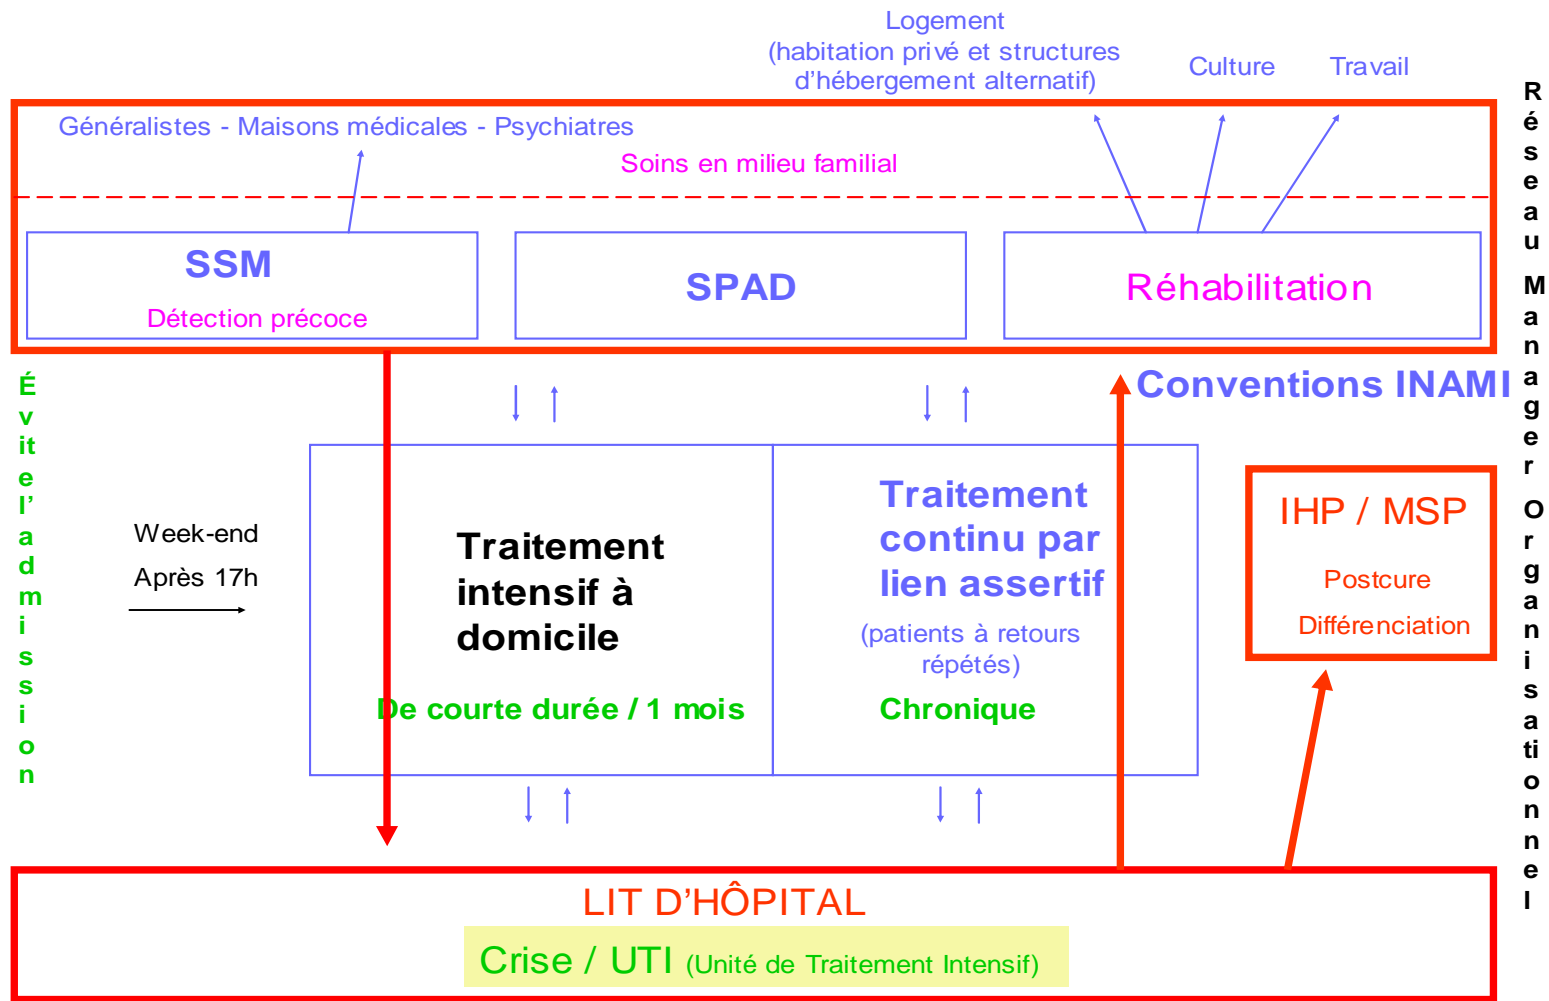 Logement
(habitation privé et structures
d'hébergement alternatif)
Culture
Travail
Généralistes - Maisons médicales - Psychiatres
Soins en milieu familial
SSM
Détection précoce
SPAD
Réhabilitation
Conventions INAMI
Évite l’admission
Week-end
Après 17h
Traitement
intensif à
domicile
De courte durée / 1 mois
Traitement
continu par
lien assertif
(patients à retours
répétés)
Chronique
IHP / MSP
Postcure
Différenciation
Réseau Manager Organisationnel
LIT D’HÔPITAL
Crise / UTI (Unité de Traitement Intensif)